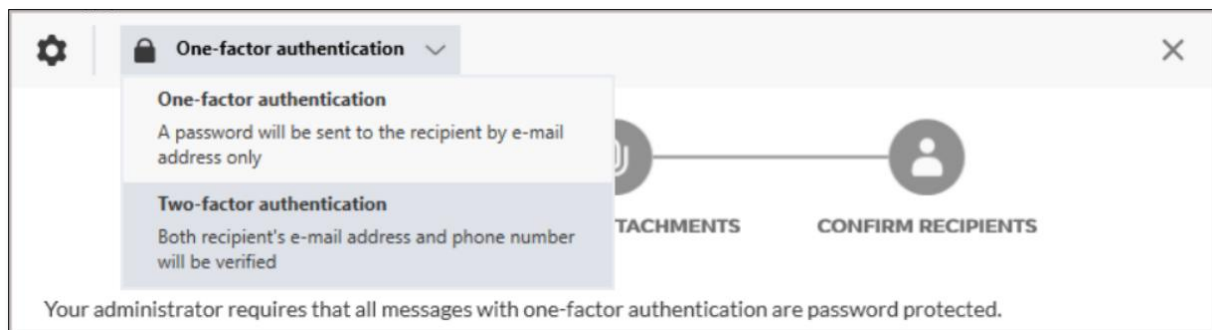 One-factor authentication
One-factor authentication
A password will be sent to the recipient by e-mail
address only
Two-factor authentication
Both recipient's e-mail address and phone number
will be verified
TACHMENTS
CONFIRM RECIPIENTS
Your administrator requires that all messages with one-factor authentication are password protected.